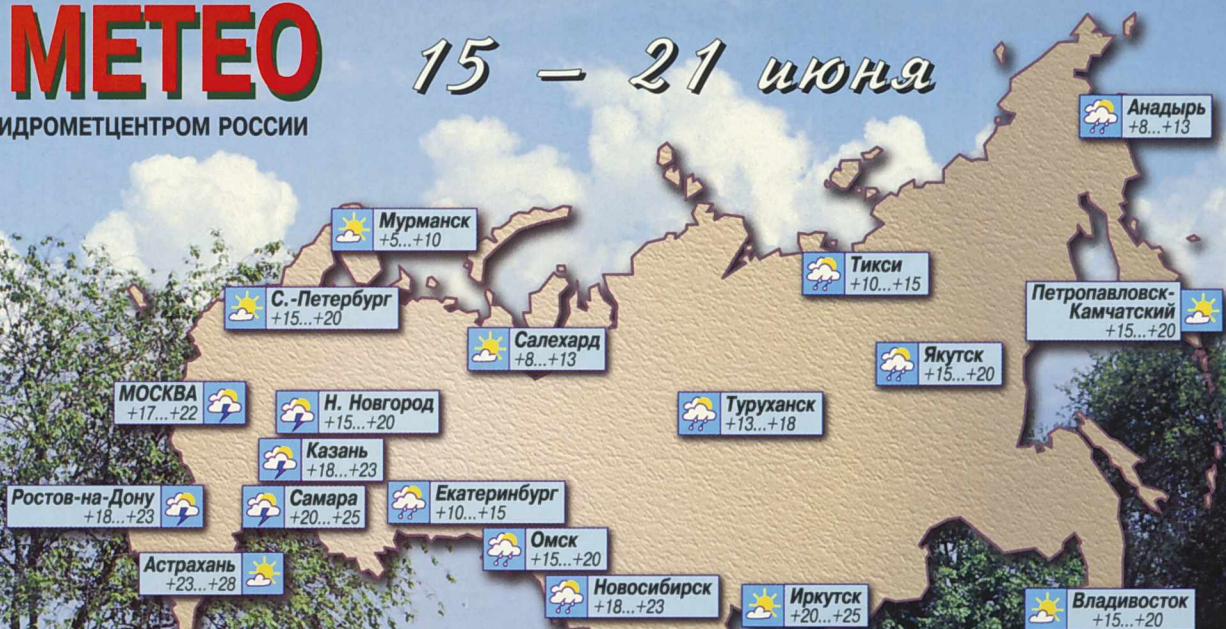 МЕТЕО
ИДРОМЕТЦЕНТРОМ РОССИИ
15 – 21 июня
Анадырь
+8...+13
Мурманск
+5...+10
Тикси
+10...+15
С.-Петербург
+15...+20
Петропавловск-
Камчатский
+15...+20
Салехард
+8...+13
Якутск
+15...+20
МОСКВА
+17...+22
Н. Новгород
+15...+20
Туруханск
+13...+18
Казань
+18...+23
Ростов-на-Дону
+18...+23
Самара
+20...+25
Екатеринбург
+10...+15
Омск
+15...+20
Астрахань
+23...+28
Новосибирск
+18...+23
Иркутск
+20...+25
Владивосток
+15...+20